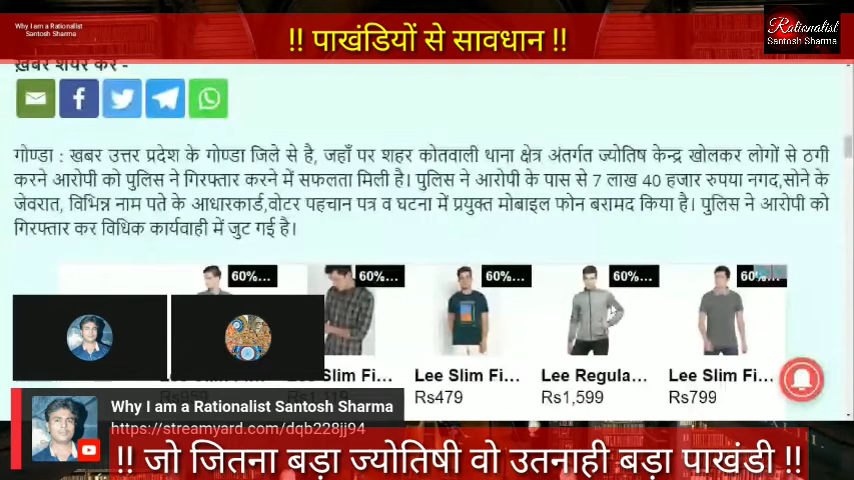 Why I am a Rationalist
Santosh Sharma
!! पाखंडियों से सावधान !!
Rationalist
Santosh Sharma
ख़बर शेयर करें -
गोण्डा : खबर उत्तर प्रदेश के गोण्डा जिले से है, जहाँ पर शहर कोतवाली थाना क्षेत्र अंतर्गत ज्योतिष केन्द्र खोलकर लोगों से ठगी
करने आरोपी को पुलिस ने गिरफ्तार करने में सफलता मिली है। पुलिस ने आरोपी के पास से 7 लाख 40 हजार रुपया नगद,सोने के
जेवरात, विभिन्न नाम पते के आधारकार्ड,वोटर पहचान पत्र व घटना में प्रयुक्त मोबाइल फोन बरामद किया है। पुलिस ने आरोपी को
गिरफ्तार कर विधिक कार्यवाही में जुट गई है।
60%... 60%... 60%... 60%... 60%...
Lee Slim Fi... Lee Regula... Lee Slim Fi...
Rs479 Rs1,599 Rs799
Why I am a Rationalist Santosh Sharma
https://streamyard.com/dqb228jj94
!! जो जितना बड़ा ज्योतिषी वो उतनाही बड़ा पाखंडी !!